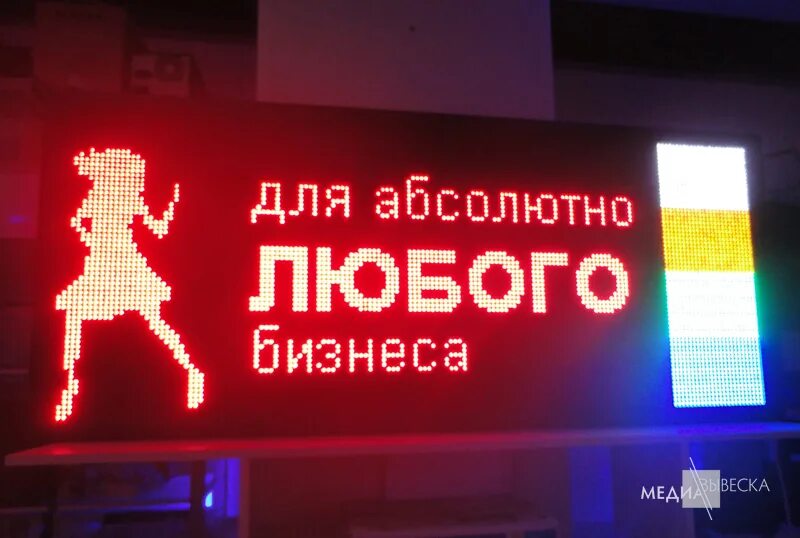 для абсолютно
ЛЮБОГО
бизнеса
МЕДИА ВЫВЕСКА